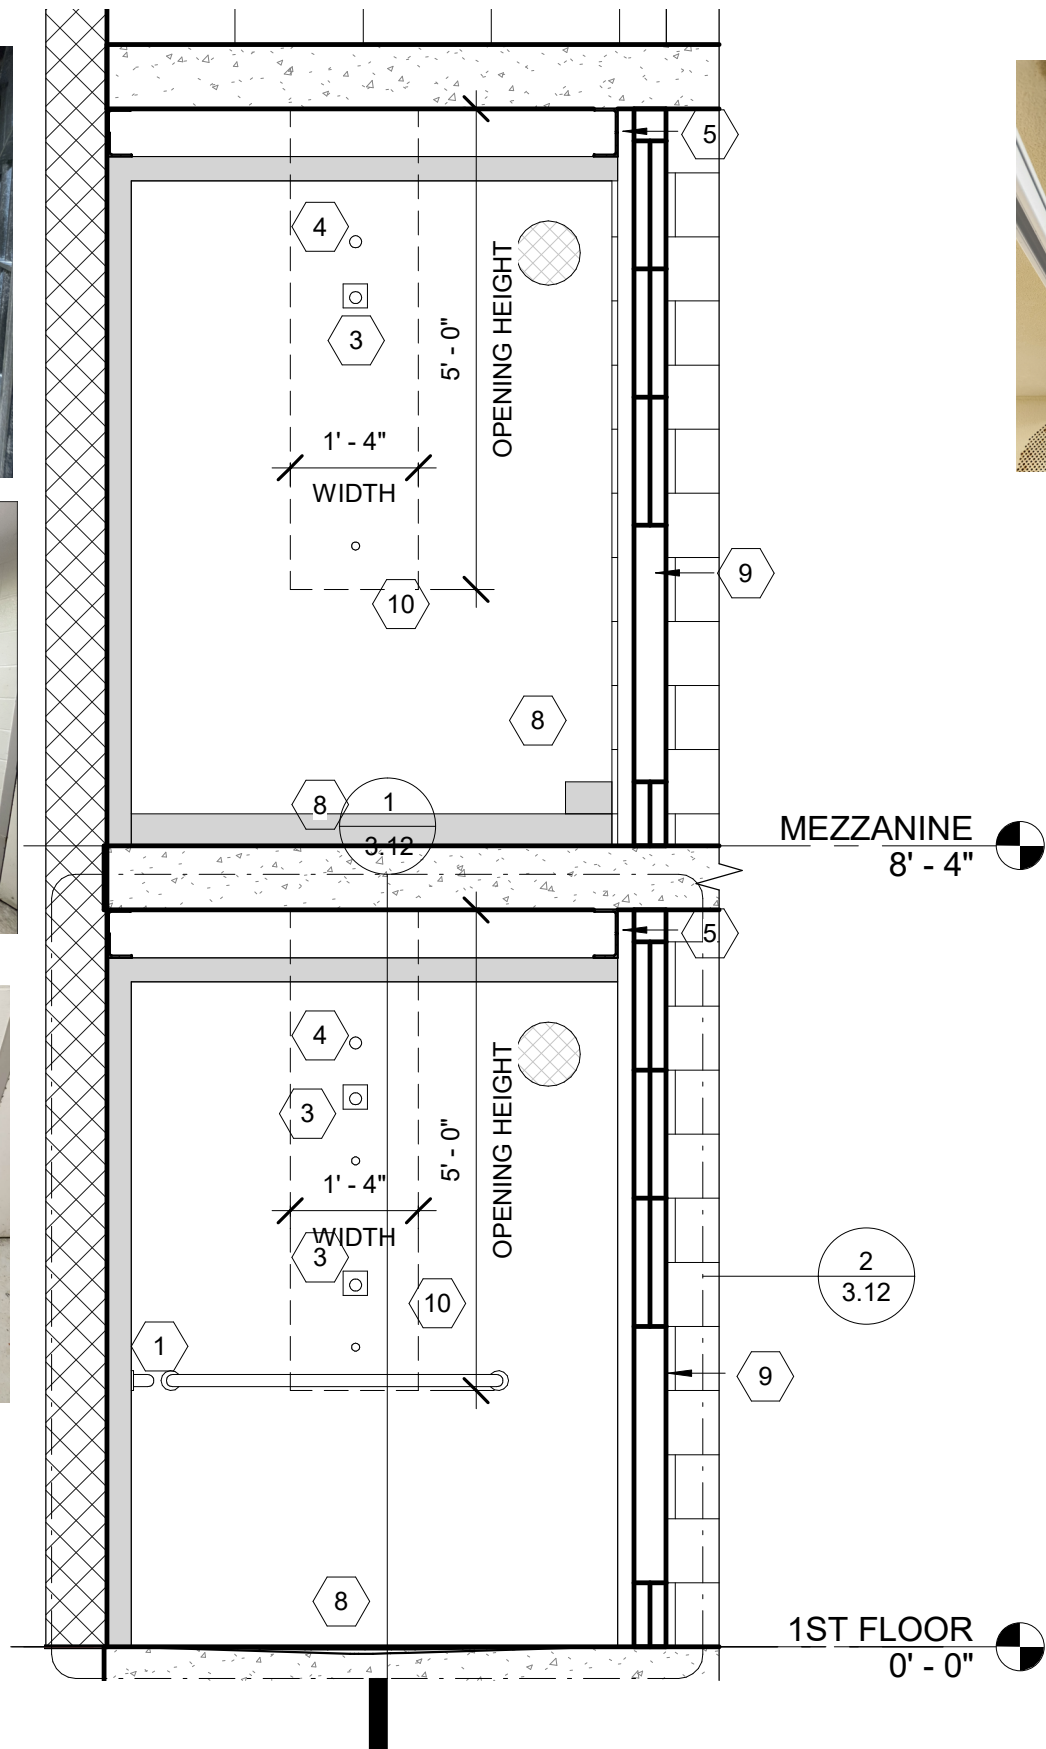 5
4
3
5' - 0"
OPENING HEIGHT
1' - 4"
WIDTH
9
10
8
8
1
3.12
MEZZANINE
8' - 4"
5
4
3
5' - 0"
OPENING HEIGHT
1' - 4"
WIDTH
3
10
2
3.12
1
9
8
1ST FLOOR
0' - 0"